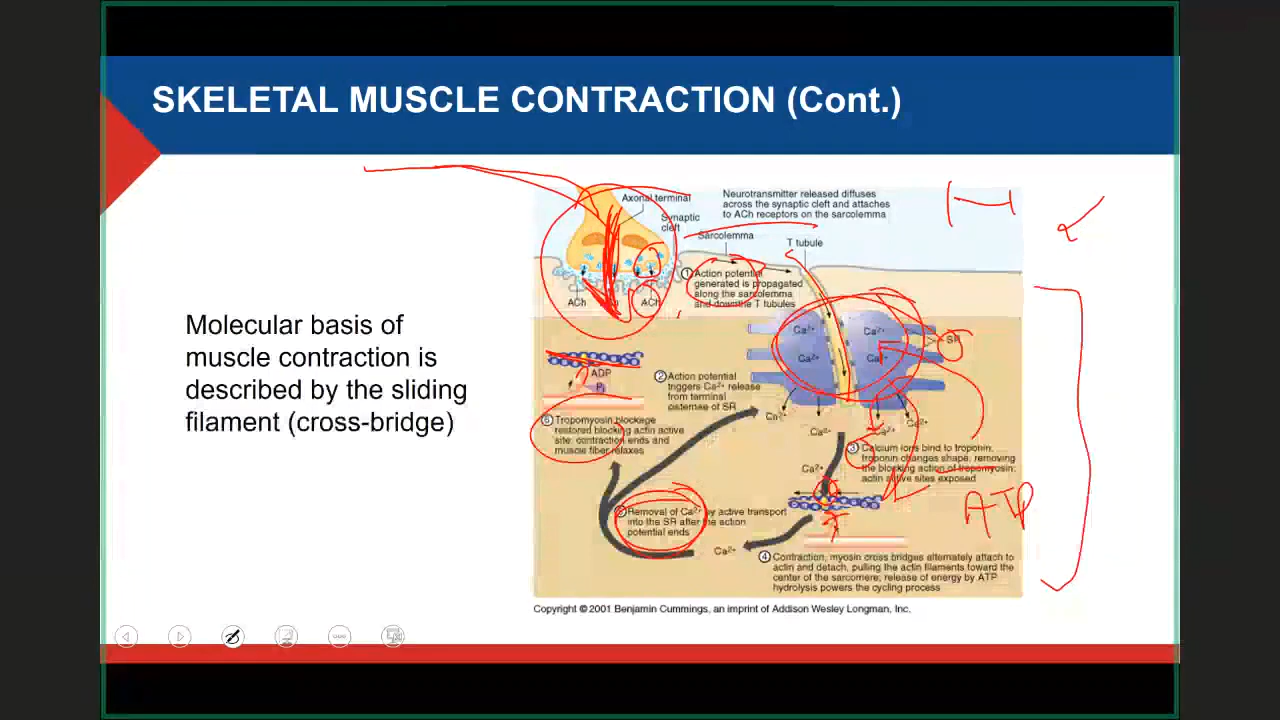 SKELETAL MUSCLE CONTRACTION (Cont.)
Molecular basis of
muscle contraction is
described by the sliding
filament (cross-bridge)
Axonal terminal
Synaptic
cleft
Neurotransmitter released diffuses
across the synaptic cleft and attaches
to ACh receptors on the sarcolemma
Sarcolemma
T tubule
ACh
ACh
1 Action potential
generated is propagated
along the sarcolemma
and down the T tubules
Ca2+
Ca2+
Ca2+
Ca2+
SR
ADP
Pi
2 Action potential
triggers Ca2+ release
from terminal
cisternae of SR
Ca2+
Ca2+
Ca2+
Ca2+
6 Tropomyosin blockage
restored blocking actin active
site; contraction ends and
muscle fiber relaxes
3 Calcium ions bind to troponin;
troponin changes shape, removing
the blocking action of tropomyosin;
actin active sites exposed
Ca2+
ATP
Removal of Ca2+ by active transport
into the SR after the action
potential ends
Ca2+
4 Contraction; myosin cross bridges alternately attach to
actin and detach, pulling the actin filaments toward the
center of the sarcomere; release of energy by ATP
hydrolysis powers the cycling process
Copyright © 2001 Benjamin Cummings, an imprint of Addison Wesley Longman, Inc.